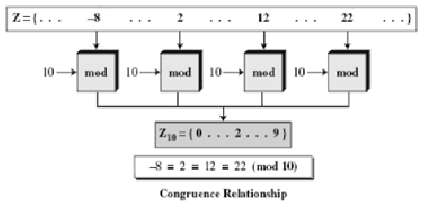 Z = { . . . −8 . . . 2 . . . 12 . . . 22 . . . }
10 mod 10 mod 10 mod 10 mod
Z₁₀ = { 0 . . . 2 . . . 9 }
−8 ≡ 2 ≡ 12 ≡ 22 (mod 10)
Congruence Relationship